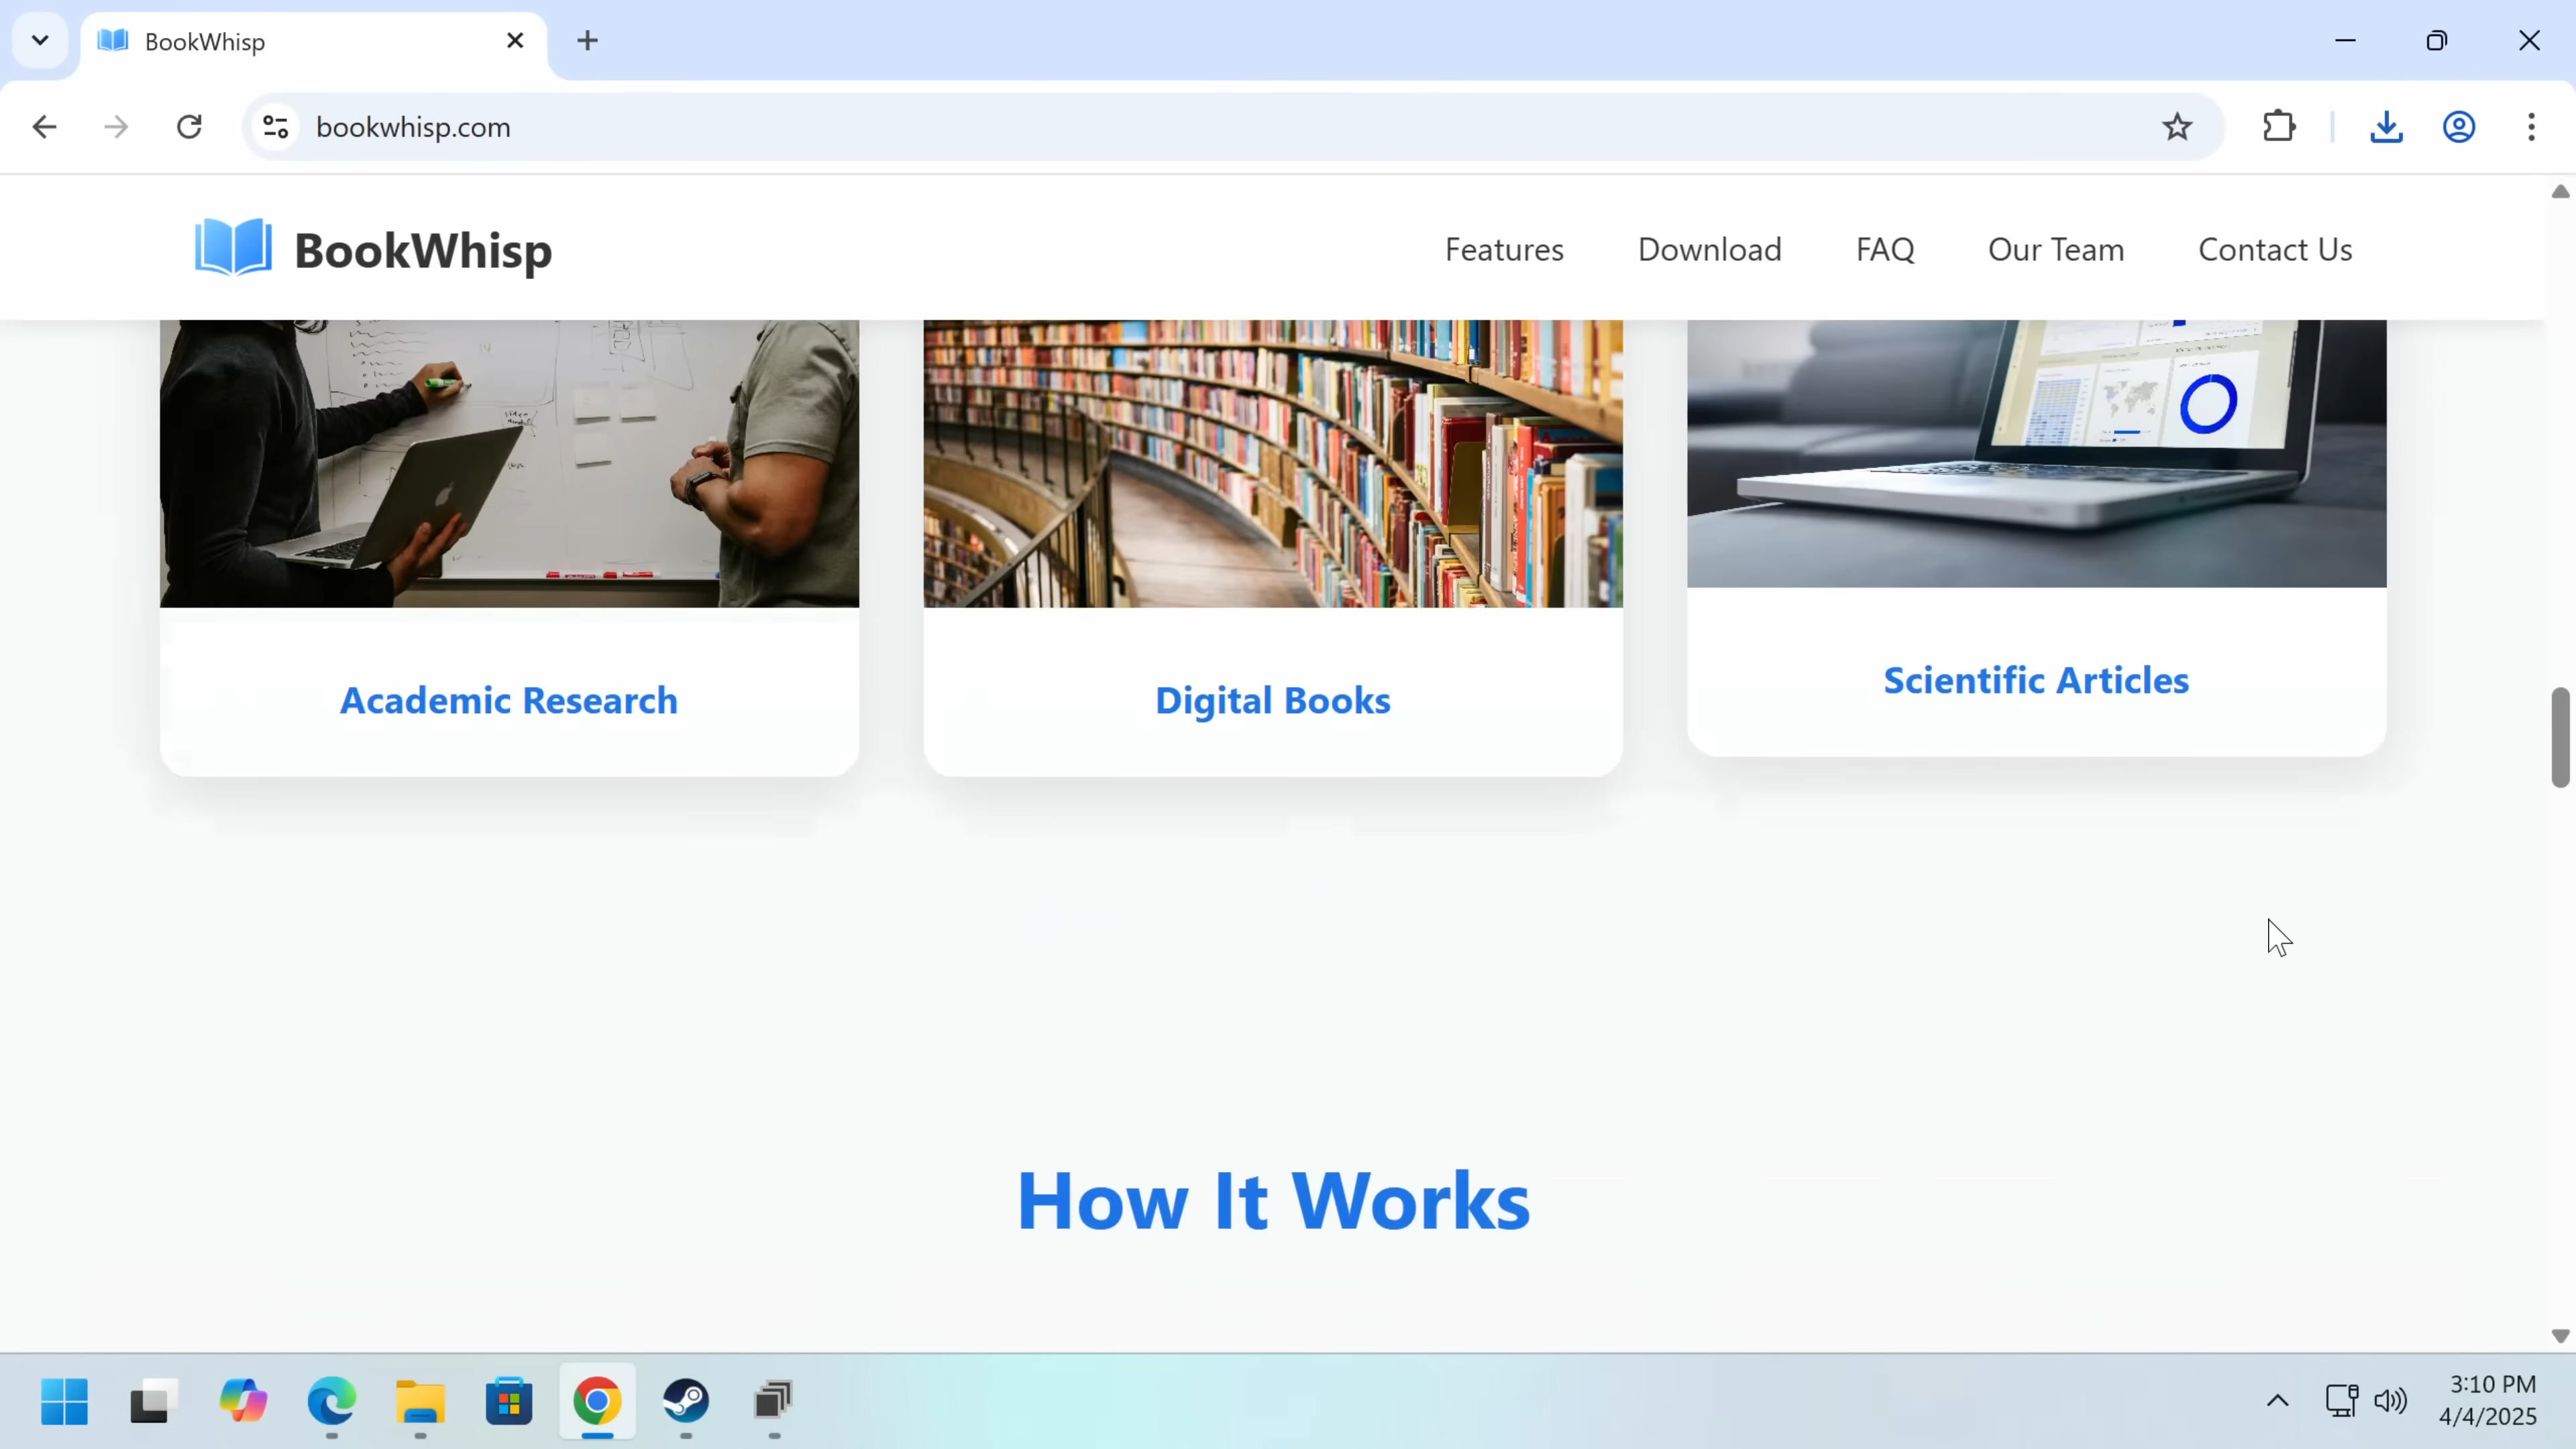 BookWhisp
bookwhisp.com
BookWhisp
Features
Download
FAQ
Our Team
Contact Us
Academic Research
Digital Books
Scientific Articles
How It Works
3:10 PM
4/4/2025